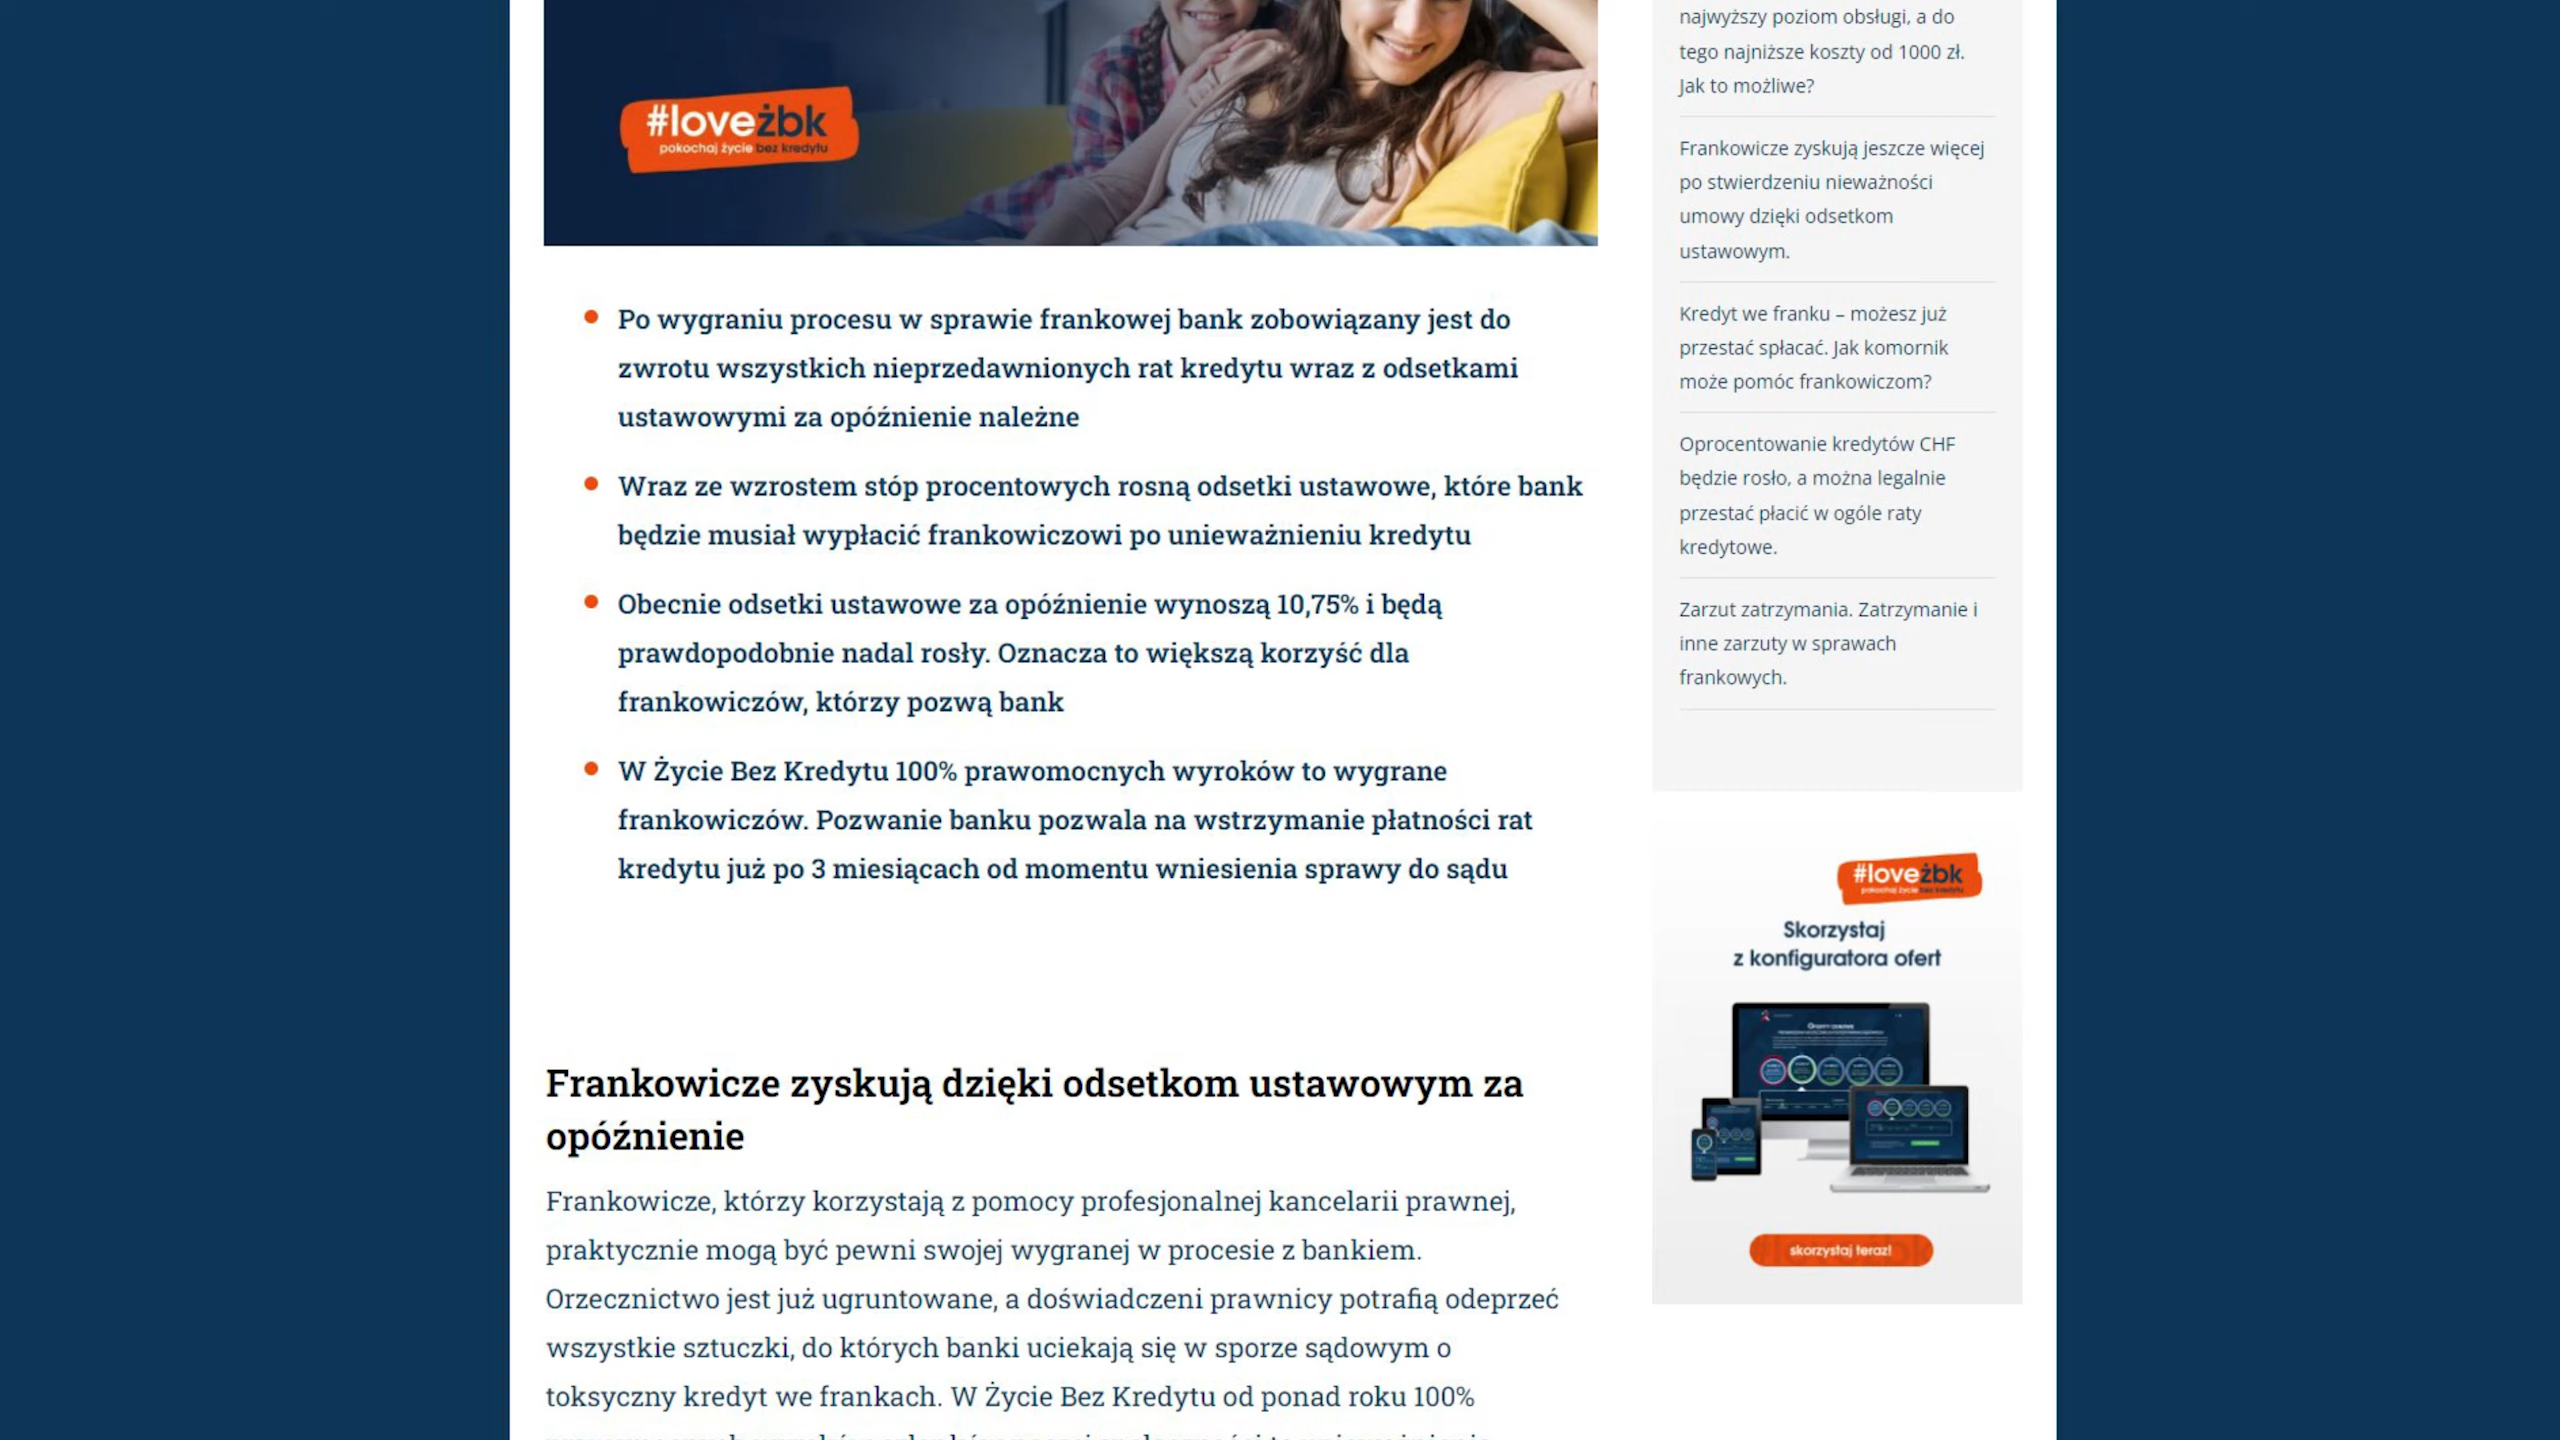 #loveżbk
pokochaj życie bez kredytu
Po wygraniu procesu w sprawie frankowej bank zobowiązany jest do
zwrotu wszystkich nieprzedawnionych rat kredytu wraz z odsetkami
ustawowymi za opóźnienie należne
Wraz ze wzrostem stóp procentowych rosną odsetki ustawowe, które bank
będzie musiał wypłacić frankowiczowi po unieważnieniu kredytu
Obecnie odsetki ustawowe za opóźnienie wynoszą 10,75% i będą
prawdopodobnie nadal rosły. Oznacza to większą korzyść dla
frankowiczów, którzy pozwą bank
W Życie Bez Kredytu 100% prawomocnych wyroków to wygrane
frankowiczów. Pozwanie banku pozwala na wstrzymanie płatności rat
kredytu już po 3 miesiącach od momentu wniesienia sprawy do sądu
Frankowicze zyskują dzięki odsetkom ustawowym za
opóźnienie
Frankowicze, którzy korzystają z pomocy profesjonalnej kancelarii prawnej,
praktycznie mogą być pewni swojej wygranej w procesie z bankiem.
Orzecznictwo jest już ugruntowane, a doświadczeni prawnicy potrafią odeprzeć
wszystkie sztuczki, do których banki uciekają się w sporze sądowym o
toksyczny kredyt we frankach. W Życie Bez Kredytu od ponad roku 100%
najwyższy poziom obsługi, a do
tego najniższe koszty od 1000 zł.
Jak to możliwe?
Frankowicze zyskują jeszcze więcej
po stwierdzeniu nieważności
umowy dzięki odsetkom
ustawowym.
Kredyt we franku – możesz już
przestać spłacać. Jak komornik
może pomóc frankowiczom?
Oprocentowanie kredytów CHF
będzie rosło, a można legalnie
przestać płacić w ogóle raty
kredytowe.
Zarzut zatrzymania. Zatrzymanie i
inne zarzuty w sprawach
frankowych.
#loveżbk
pokochaj życie bez kredytu
Skorzystaj
z konfiguratora ofert
skorzystaj teraz!